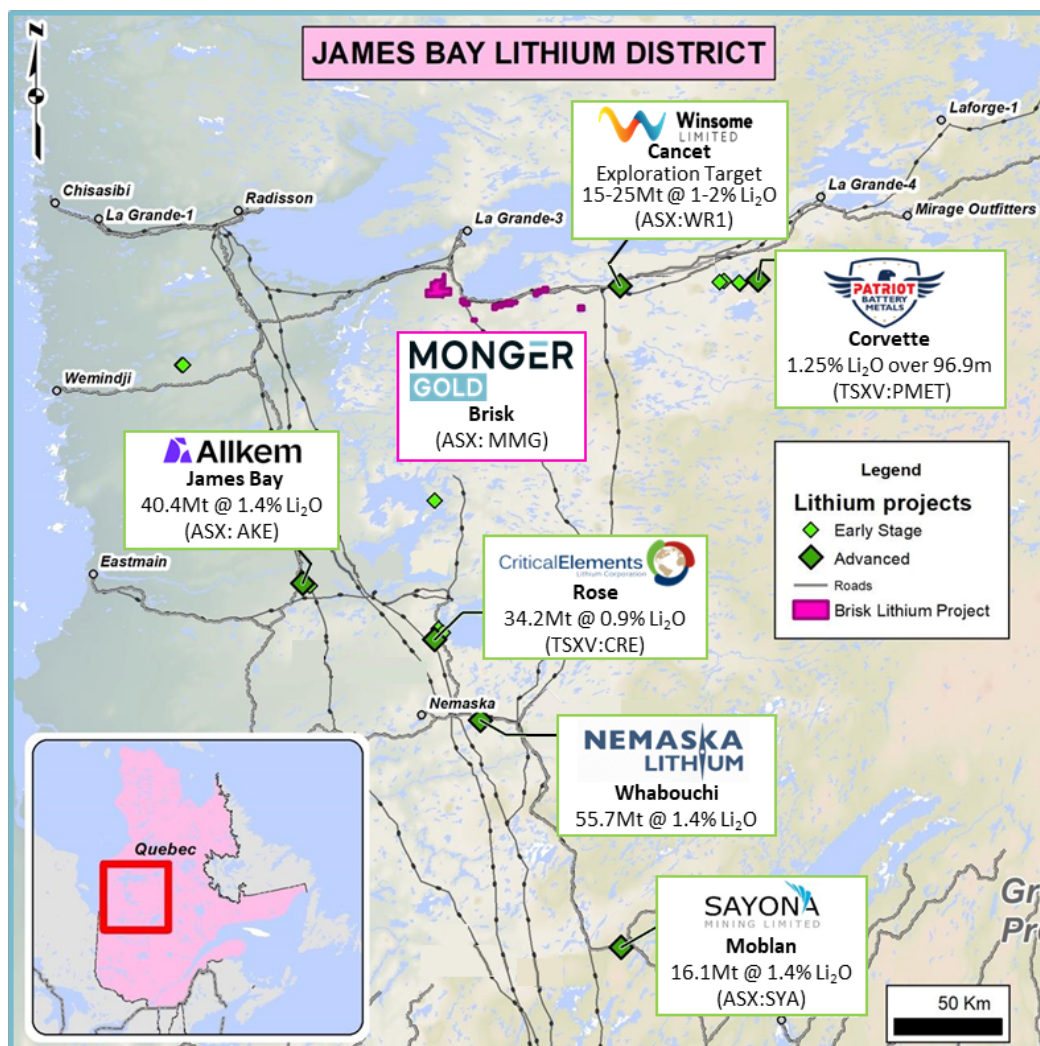 JAMES BAY LITHIUM DISTRICT
Winsome
LIMITED
Cancet
Exploration Target
15-25Mt @ 1-2% Li₂O
(ASX:WR1)
Laforge-1
Chisasibi
La Grande-1
Radisson
La Grande-3
La Grande-4
Mirage Outfitters
PATRIOT
BATTERY
METALS
Corvette
1.25% Li₂O over 96.9m
(TSXV:PMET)
MONGER
GOLD
Brisk
(ASX: MMG)
Wemindji
Allkem
James Bay
40.4Mt @ 1.4% Li₂O
(ASX: AKE)
Legend
Lithium projects
Early Stage
Advanced
Roads
Brisk Lithium Project
Eastmain
CriticalElements
Lithium Corporation
Rose
34.2Mt @ 0.9% Li₂O
(TSXV:CRE)
Nemaska
NEMASKA
LITHIUM
Whabouchi
55.7Mt @ 1.4% Li₂O
Quebec
SAYONA
MINING LIMITED
Moblan
16.1Mt @ 1.4% Li₂O
(ASX:SYA)
Gr
Pro
50 Km
N